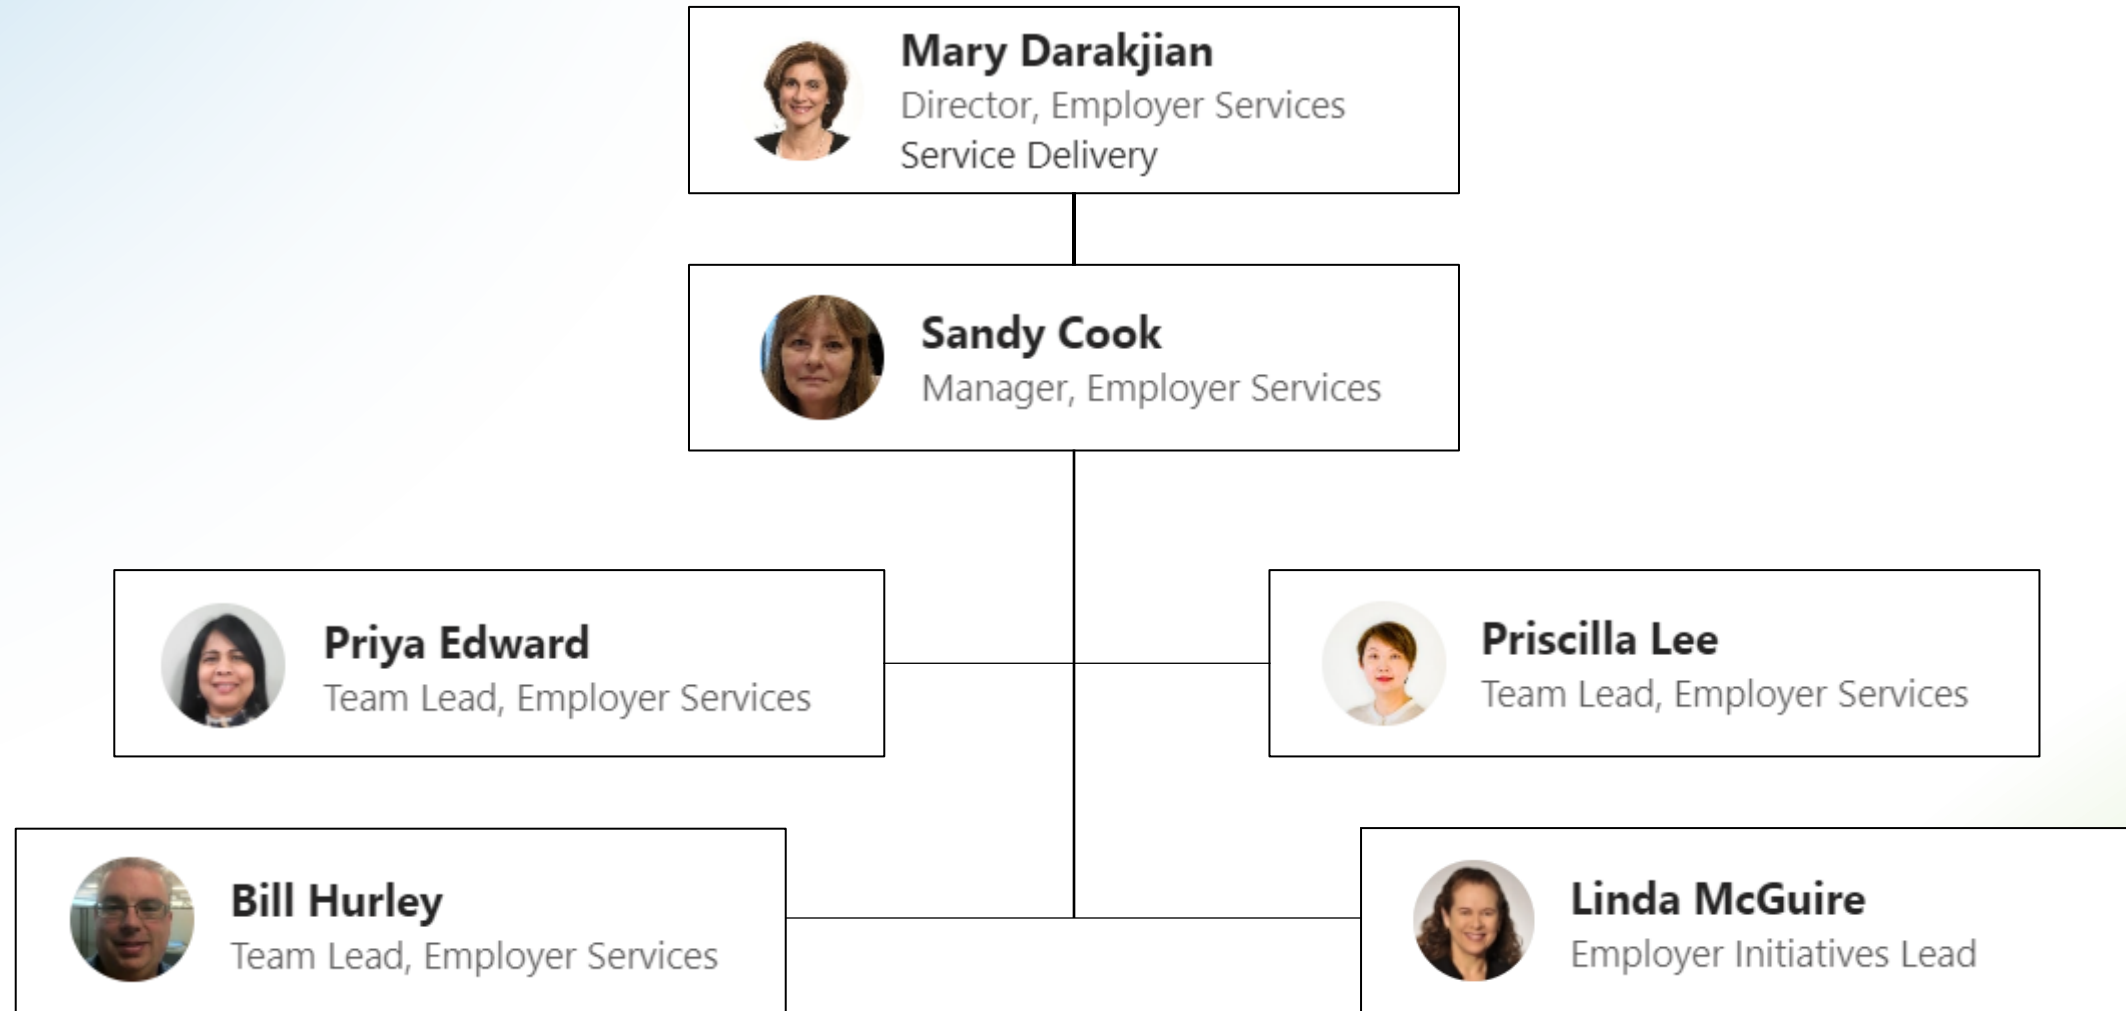 Mary Darakjian
Director, Employer Services
Service Delivery
Sandy Cook
Manager, Employer Services
Priya Edward
Team Lead, Employer Services
Priscilla Lee
Team Lead, Employer Services
Bill Hurley
Team Lead, Employer Services
Linda McGuire
Employer Initiatives Lead